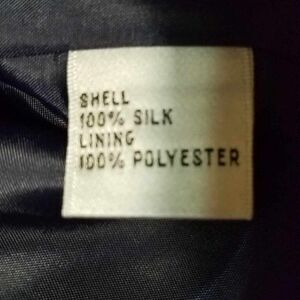 SHELL
100% SILK
LINING
100% POLYESTER